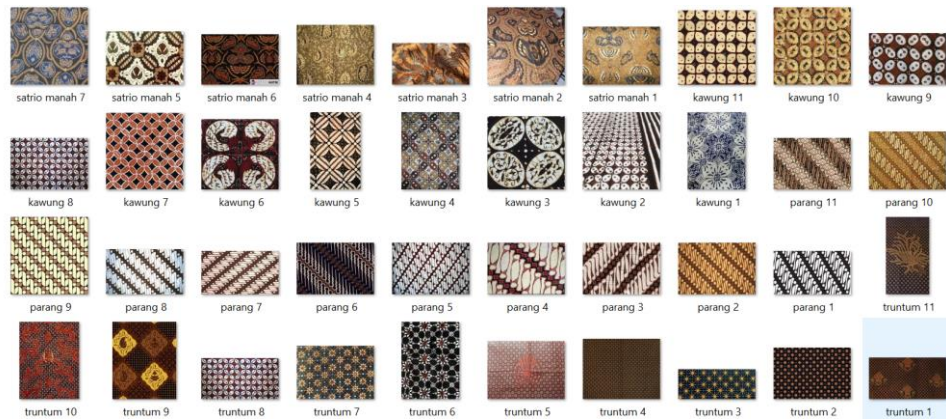 satrio manah 7 satrio manah 5 satrio manah 6 satrio manah 4 satrio manah 3 satrio manah 2 satrio manah 1 kawung 11 kawung 10 kawung 9
kawung 8 kawung 7 kawung 6 kawung 5 kawung 4 kawung 3 kawung 2 kawung 1 parang 11 parang 10
parang 9 parang 8 parang 7 parang 6 parang 5 parang 4 parang 3 parang 2 parang 1 truntum 11
truntum 10 truntum 9 truntum 8 truntum 7 truntum 6 truntum 5 truntum 4 truntum 3 truntum 2 truntum 1